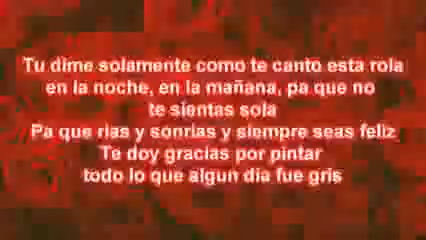 Tu dime solamente como te canto esta rola
en la noche, en la mañana, pa que no
te sientas sola
Pa que rias y sonrias y siempre seas feliz
Te doy gracias por pintar
todo lo que algun dia fue gris